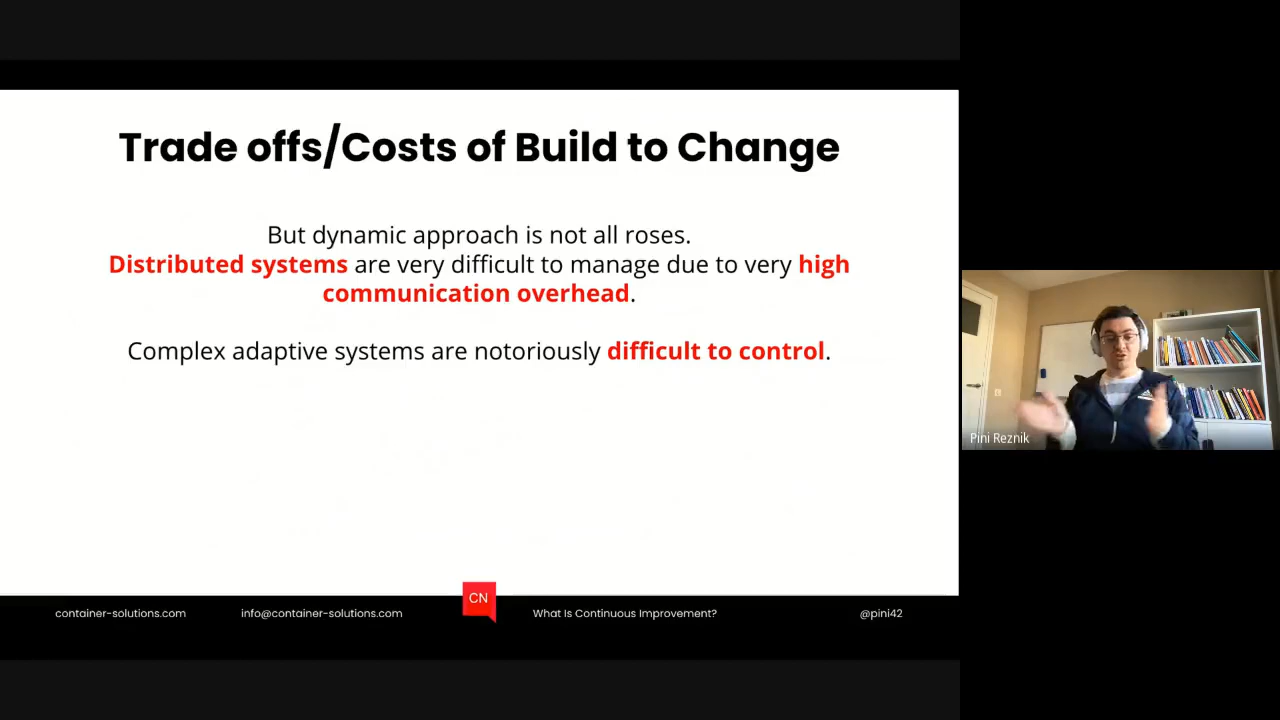 Trade offs/Costs of Build to Change
But dynamic approach is not all roses.
Distributed systems are very difficult to manage due to very high
communication overhead.
Complex adaptive systems are notoriously difficult to control.
Pini Reznik
container-solutions.com
info@container-solutions.com
CN
What Is Continuous Improvement?
@pini42